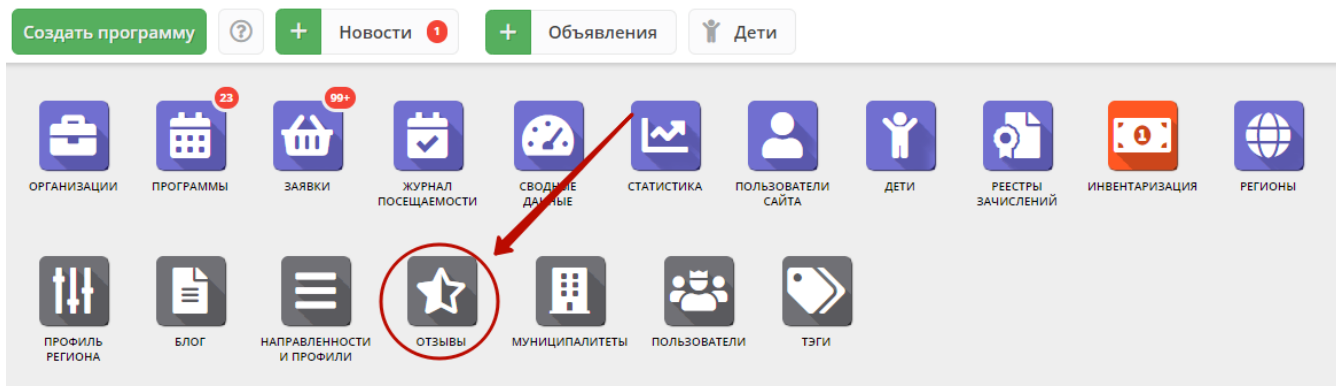 Создать программу ? + Новости 1 + Объявления Дети
23 99+
1
ОРГАНИЗАЦИИ ПРОГРАММЫ ЗАЯВКИ ЖУРНАЛ ПОСЕЩАЕМОСТИ СВОДНЫЕ ДАННЫЕ СТАТИСТИКА ПОЛЬЗОВАТЕЛИ САЙТА ДЕТИ РЕЕСТРЫ ЗАЧИСЛЕНИЙ ИНВЕНТАРИЗАЦИЯ РЕГИОНЫ
ПРОФИЛЬ РЕГИОНА БЛОГ НАПРАВЛЕННОСТИ И ПРОФИЛИ ОТЗЫВЫ МУНИЦИПАЛИТЕТЫ ПОЛЬЗОВАТЕЛИ ТЭГИ